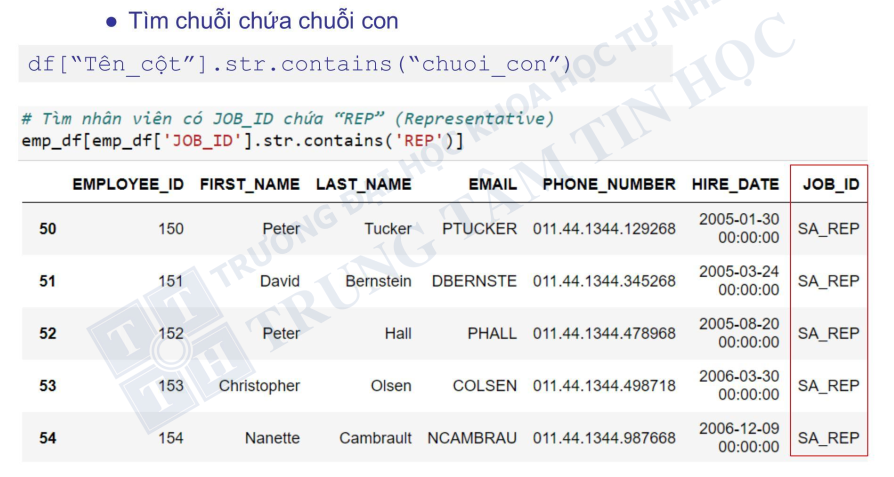 ● Tìm chuỗi chứa chuỗi con
df[“Tên_cột”].str.contains(“chuoi_con”)
# Tìm nhân viên có JOB_ID chứa “REP” (Representative)
emp_df[emp_df['JOB_ID'].str.contains('REP')]
EMPLOYEE_ID FIRST_NAME LAST_NAME EMAIL PHONE_NUMBER HIRE_DATE JOB_ID
50 150 Peter Tucker PTUCKER 011.44.1344.129268 2005-01-30 00:00:00 SA_REP
51 151 David Bernstein DBERNSTE 011.44.1344.345268 2005-03-24 00:00:00 SA_REP
52 152 Peter Hall PHALL 011.44.1344.478968 2005-08-20 00:00:00 SA_REP
53 153 Christopher Olsen COLSEN 011.44.1344.498718 2006-03-30 00:00:00 SA_REP
54 154 Nanette Cambrault NCAMBRAU 011.44.1344.987668 2006-12-09 00:00:00 SA_REP
TRƯỜNG ĐẠI HỌC KHOA HỌC TỰ NHI
TRUNG TÂM TIN HỌC